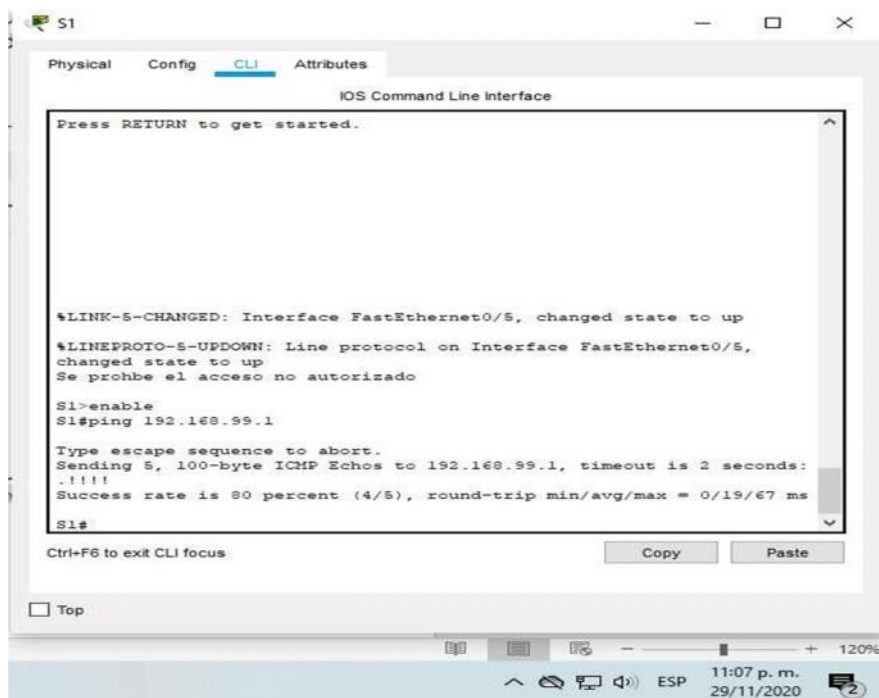 S1
Physical Config CLI Attributes
IOS Command Line Interface
Press RETURN to get started.
%LINK-5-CHANGED: Interface FastEthernet0/5, changed state to up
%LINEPROTO-5-UPDOWN: Line protocol on Interface FastEthernet0/5,
changed state to up
Se prohbe el acceso no autorizado
S1>enable
S1#ping 192.168.99.1
Type escape sequence to abort.
Sending 5, 100-byte ICMP Echos to 192.168.99.1, timeout is 2 seconds:
.!!!!
Success rate is 80 percent (4/5), round-trip min/avg/max = 0/19/67 ms
S1#
Ctrl+F6 to exit CLI focus Copy Paste
Top
120%
ESP 11:07 p. m.
29/11/2020 2